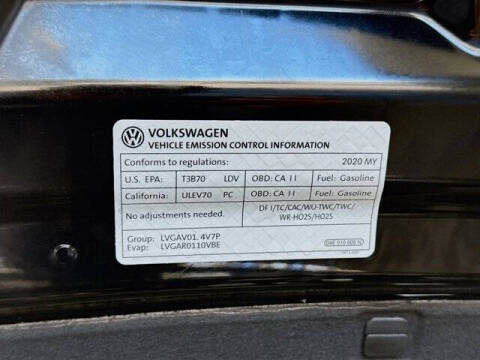 VOLKSWAGEN
VEHICLE EMISSION CONTROL INFORMATION
Conforms to regulations: 2020 MY
U.S. EPA: T3B70 LDV OBD: CA II Fuel: Gasoline
California: ULEV70 PC OBD: CA II Fuel: Gasoline
No adjustments needed. DFI/TC/CAC/WU-TWC/TWC/
WR-HO2S/HO2S
Group: LVGAV01.4V7P
Evap: LVGAR0110VBE